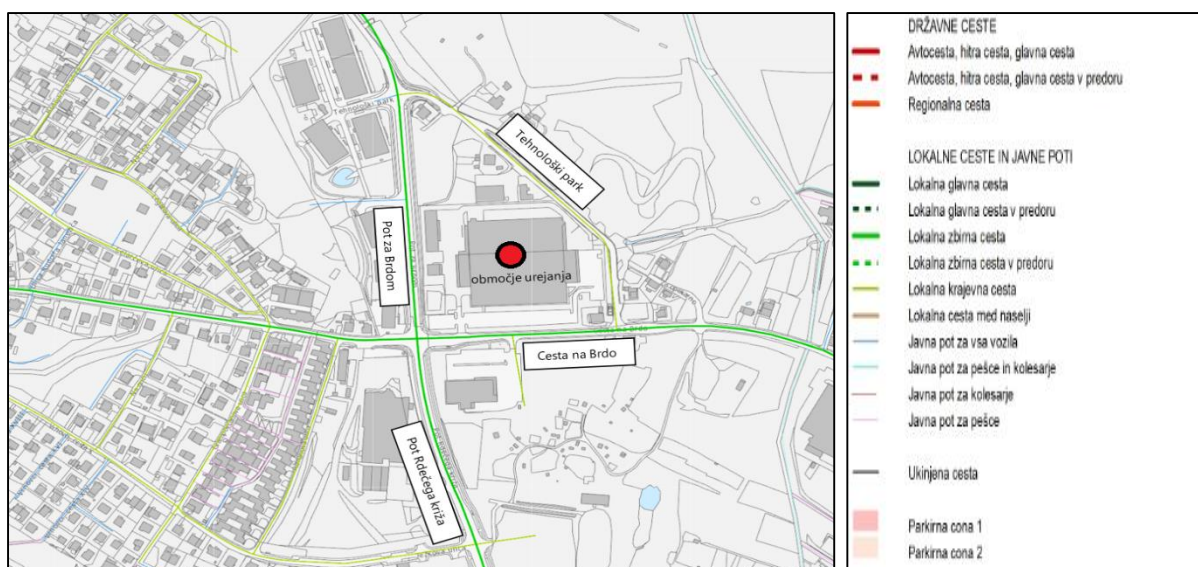 Tehnološki park
Tehnološki park
Pot za Brdom
območje urejanja
Cesta na Brdo
Pot Rdečega križa
DRŽAVNE CESTE
Avtocesta, hitra cesta, glavna cesta
Avtocesta, hitra cesta, glavna cesta v predoru
Regionalna cesta
LOKALNE CESTE IN JAVNE POTI
Lokalna glavna cesta
Lokalna glavna cesta v predoru
Lokalna zbirna cesta
Lokalna zbirna cesta v predoru
Lokalna krajevna cesta
Lokalna cesta med naselji
Javna pot za vsa vozila
Javna pot za pešce in kolesarje
Javna pot za kolesarje
Javna pot za pešce
Ukinjena cesta
Parkirna cona 1
Parkirna cona 2